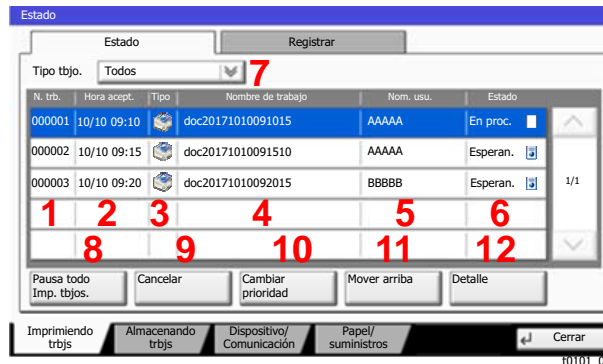 Estado
Estado Registrar
Tipo tbjo. Todos 7
N. trb. Hora acept. Tipo Nombre de trabajo Nom. usu. Estado
000001 10/10 09:10 doc20171010091015 AAAAA En proc.
000002 10/10 09:15 doc20171010091510 AAAAA Esperan.
000003 10/10 09:20 doc20171010092015 BBBBB Esperan. 1/1
1 2 3 4 5 6
8 9 10 11 12
Pausa todo Cancelar Cambiar Mover arriba Detalle
Imp. tbjos. prioridad
Imprimiendo Almacenando Dispositivo/ Papel/
trbjs trbjs Comunicación suministros Cerrar